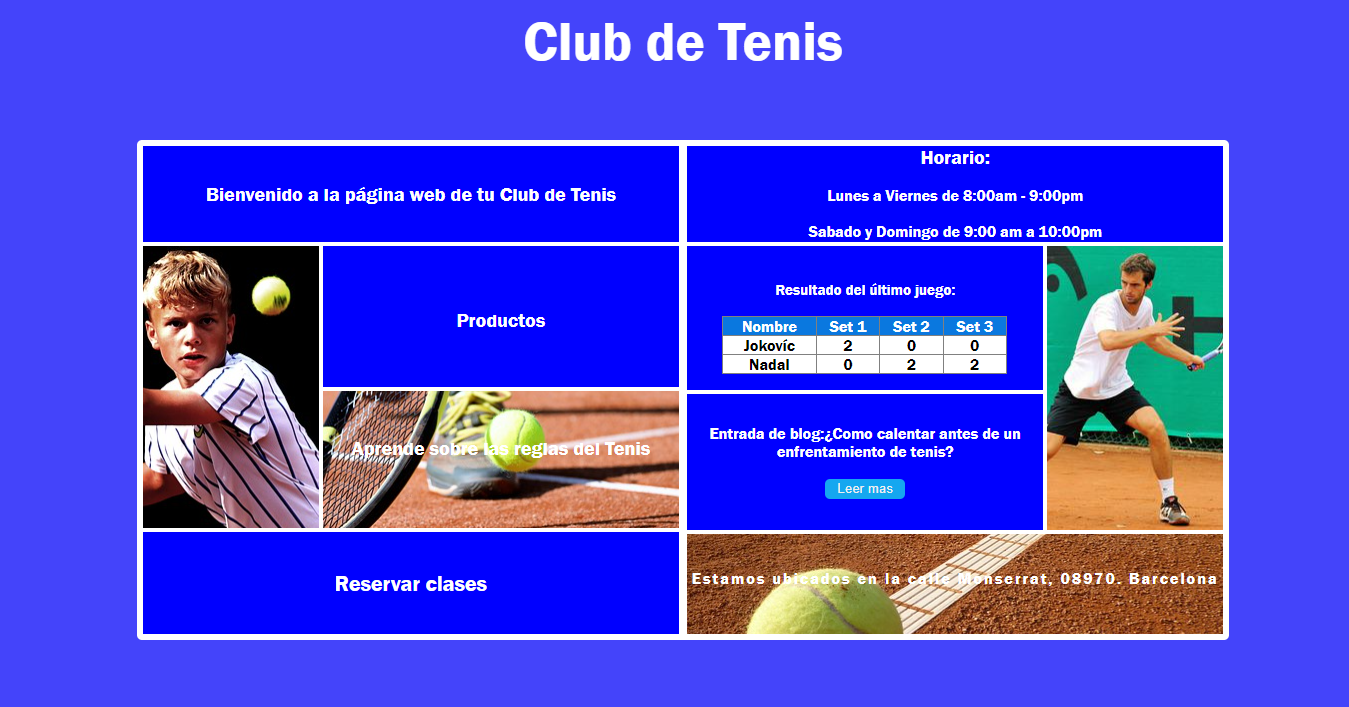 Club de Tenis
Bienvenido a la página web de tu Club de Tenis
Horario:
Lunes a Viernes de 8:00am - 9:00pm
Sabado y Domingo de 9:00 am a 10:00pm
Productos
Aprende sobre las reglas del Tenis
Reservar clases
Resultado del último juego:
Nombre Set 1 Set 2 Set 3
Jokovíc 2 0 0
Nadal 0 2 2
Entrada de blog:¿Como calentar antes de un
enfrentamiento de tenis?
Leer mas
Estamos ubicados en la calle Monserrat, 08970. Barcelona